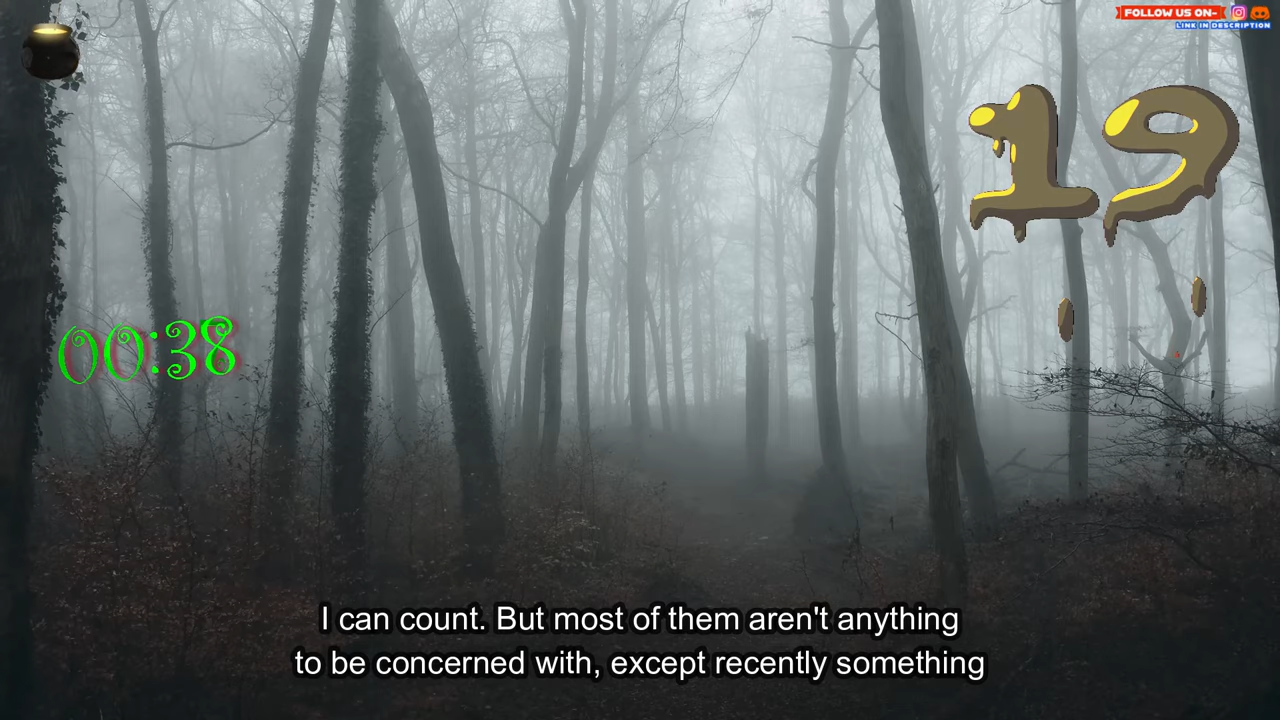 FOLLOW US ON-
LINK IN DESCRIPTION
19
00:38
I can count. But most of them aren't anything
to be concerned with, except recently something